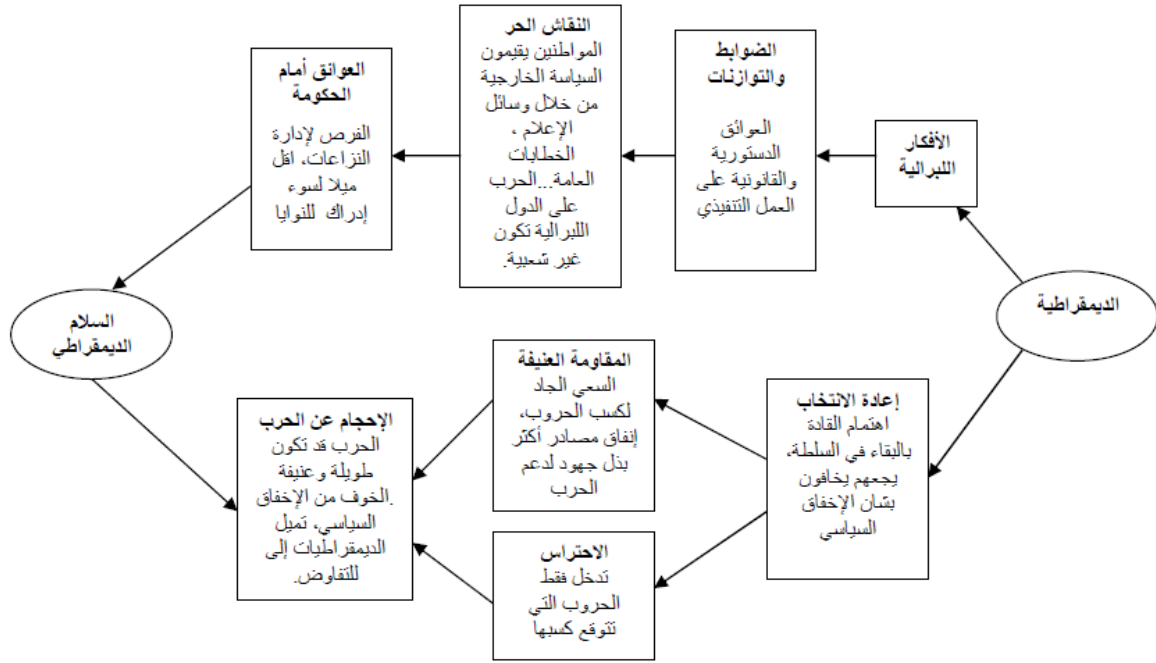 الديمقراطية
الأفكار
اللبرالية
الضوابط
والتوازنات
العوائق
الدستورية
والقانونية على
العمل التنفيذي
النقاش الحر
المواطنين يقيمون
السياسة الخارجية
من خلال وسائل
الإعلام ،
الخطابات
العامة...الحرب
على الدول
اللبرالية تكون
غير شعبية.
العوائق أمام
الحكومة
الفرص لإدارة
النزاعات، اقل
ميلا لسوء
إدراك للنوايا
السلام
الديمقراطي
إعادة الانتخاب
اهتمام القادة
بالبقاء في السلطة،
يجعهم يخافون
بشان الإخفاق
السياسي
المقاومة العنيفة
السعي الجاد
لكسب الحروب،
إنفاق مصادر أكثر
بذل جهود لدعم
الحرب
الاحتراس
تدخل فقط
الحروب التي
تتوقع كسبها
الإحجام عن الحرب
الحرب قد تكون
طويلة وعنيفة
.الخوف من الإخفاق
السياسي، تميل
الديمقراطيات إلى
للتفاوض.